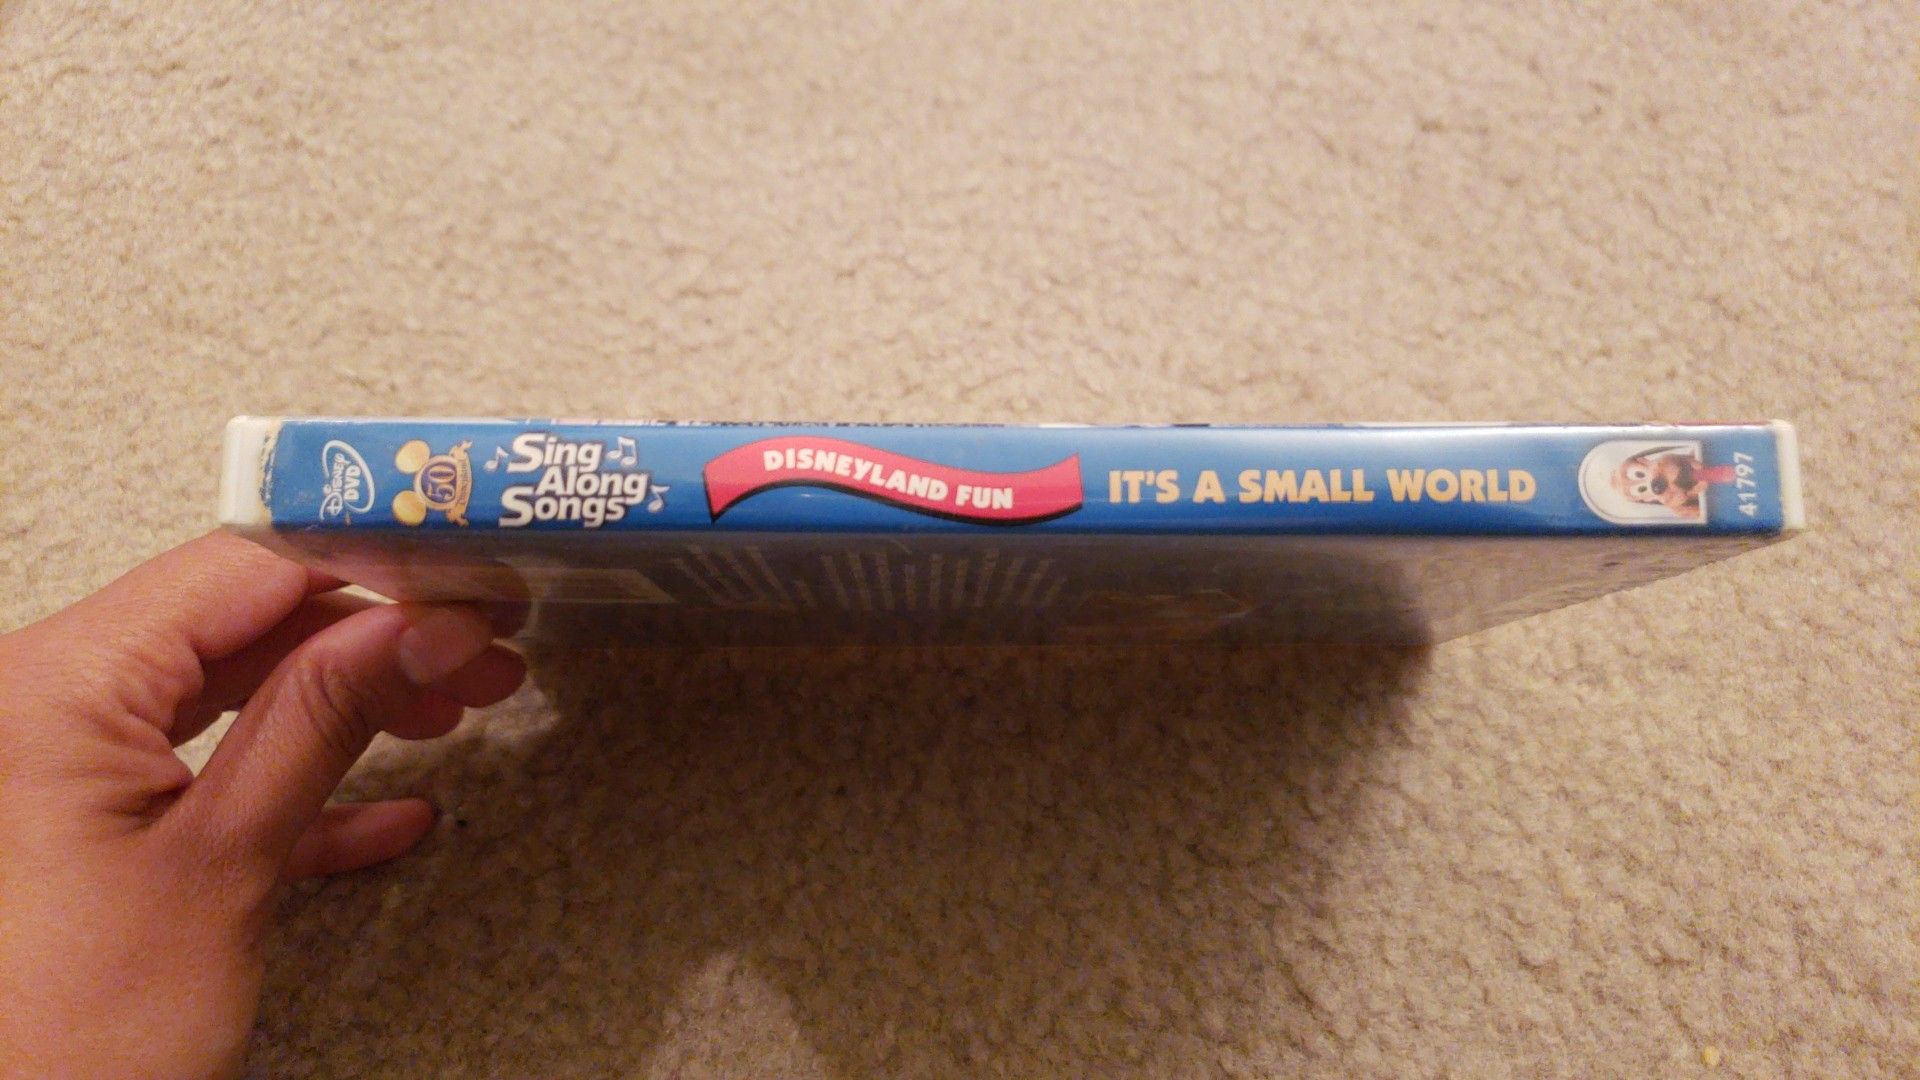 Disney
DVD
50
Sing
Along
Songs
DISNEYLAND FUN
IT'S A SMALL WORLD
41797